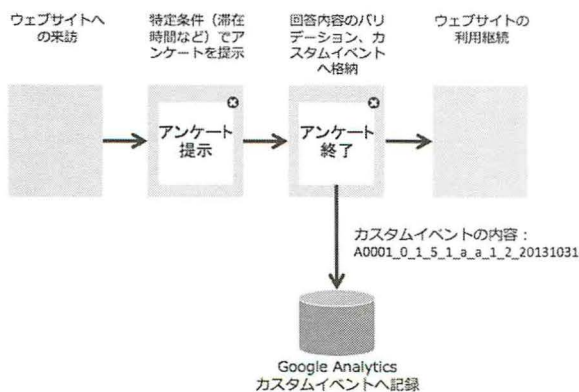 ウェブサイトへ
の来訪
特定条件（滞在
時間など）でア
ンケートを提示
回答内容のバリ
デーション、カ
スタムイベント
へ格納
ウェブサイトの
利用継続
アンケート
提示
アンケート
終了
カスタムイベントの内容：
A0001_0_1_5_1_a_a_1_2_20131031
Google Analytics
カスタムイベントへ記録